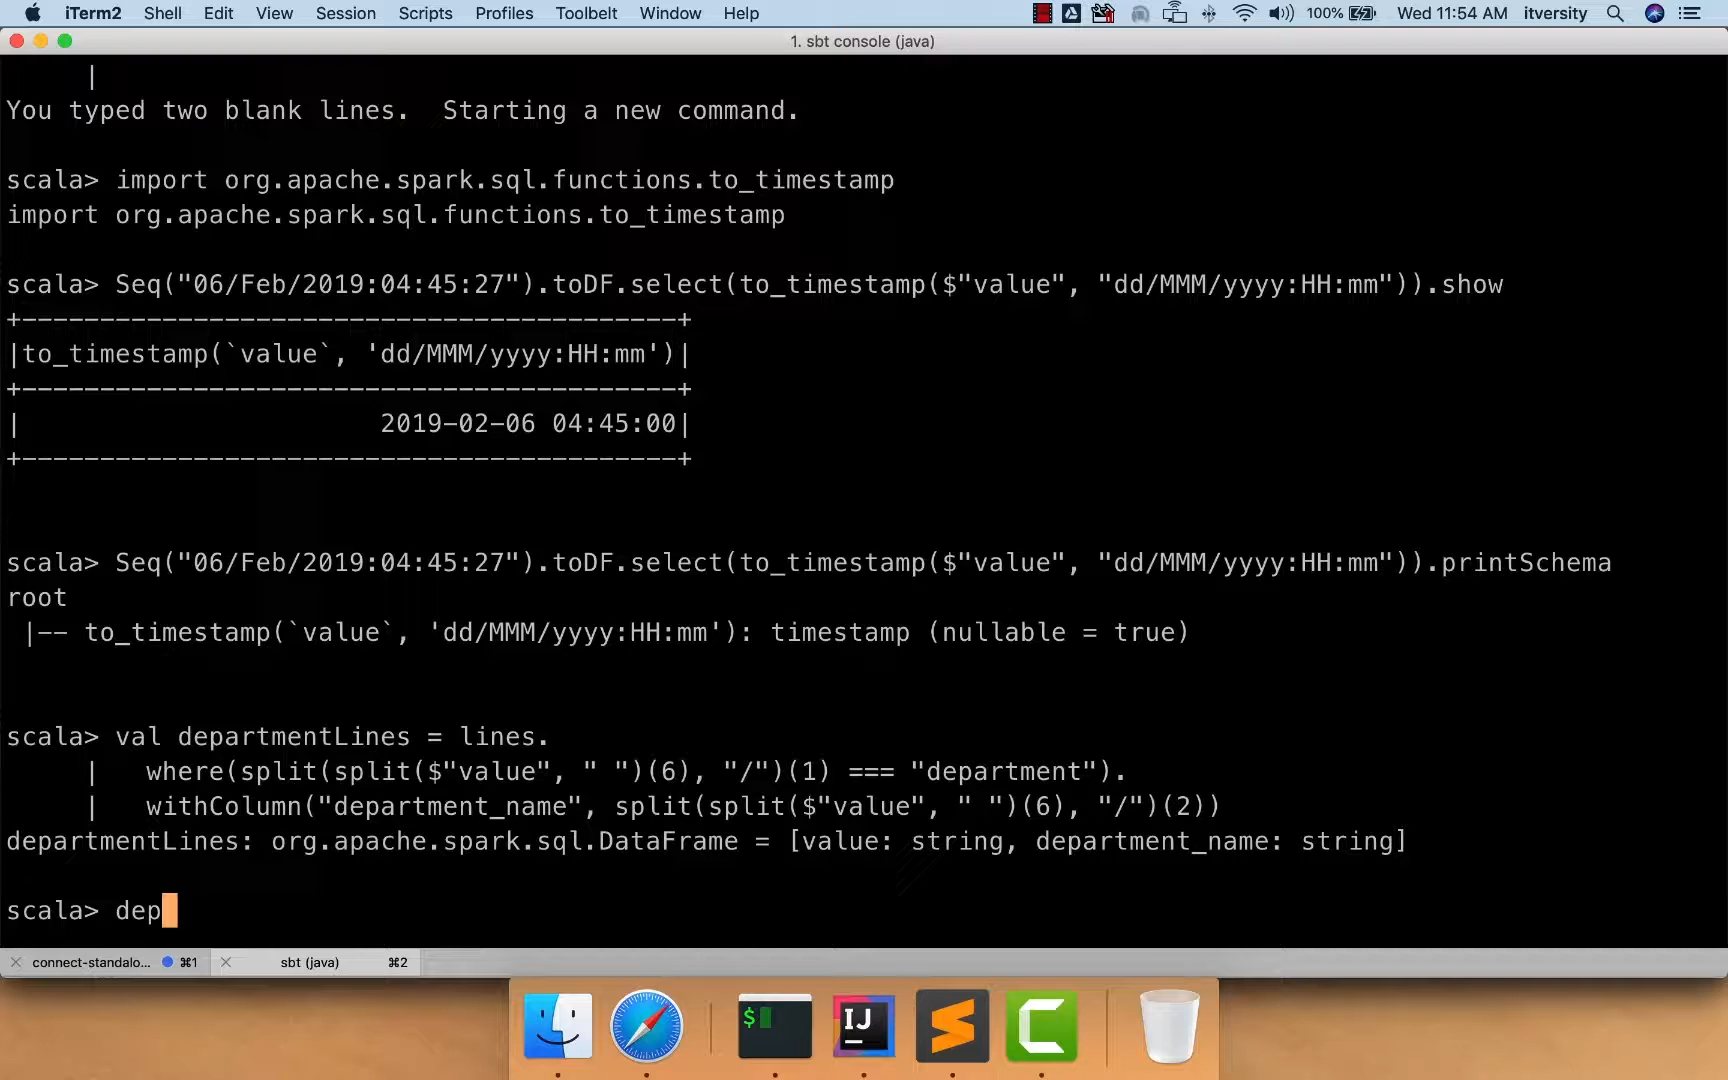 iTerm2 Shell Edit View Session Scripts Profiles Toolbelt Window Help 100% Wed 11:54 AM itversity
1. sbt console (java)
|
You typed two blank lines.  Starting a new command.
scala> import org.apache.spark.sql.functions.to_timestamp
import org.apache.spark.sql.functions.to_timestamp
scala> Seq("06/Feb/2019:04:45:27").toDF.select(to_timestamp($"value", "dd/MMM/yyyy:HH:mm")).show
+-------------------------------------------+
|to_timestamp(`value`, 'dd/MMM/yyyy:HH:mm')|
+-------------------------------------------+
|                        2019-02-06 04:45:00|
+-------------------------------------------+
scala> Seq("06/Feb/2019:04:45:27").toDF.select(to_timestamp($"value", "dd/MMM/yyyy:HH:mm")).printSchema
root
 |-- to_timestamp(`value`, 'dd/MMM/yyyy:HH:mm'): timestamp (nullable = true)
scala> val departmentLines = lines.
     |   where(split(split($"value", " ")(6), "/")(1) === "department").
     |   withColumn("department_name", split(split($"value", " ")(6), "/")(2))
departmentLines: org.apache.spark.sql.DataFrame = [value: string, department_name: string]
scala> dep
connect-standalo... ⌘1 sbt (java) ⌘2
$ IJ